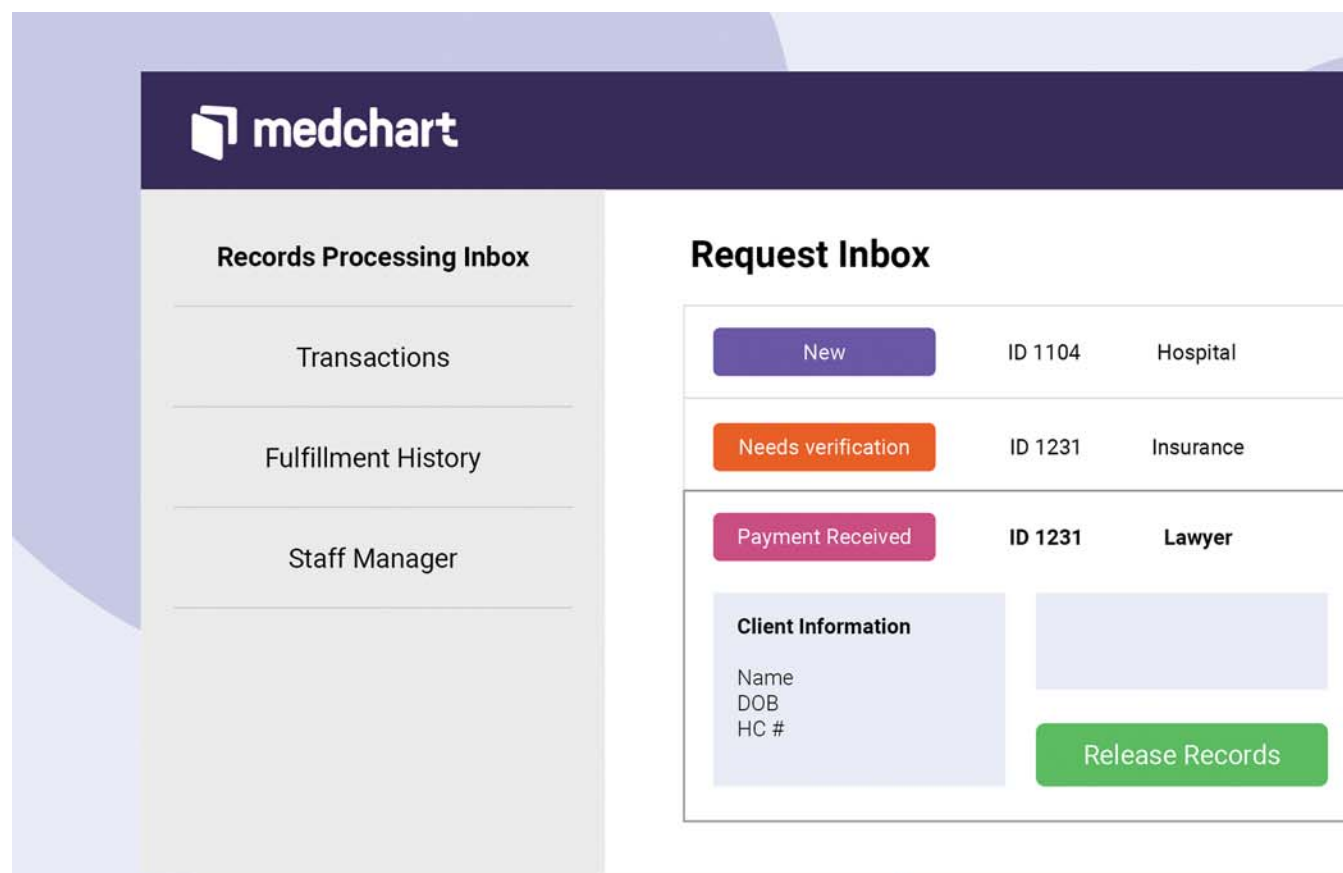 medchart
Records Processing Inbox
Transactions
Fulfillment History
Staff Manager
Request Inbox
New ID 1104 Hospital
Needs verification ID 1231 Insurance
Payment Received ID 1231 Lawyer
Client Information
Name
DOB
HC #
Release Records